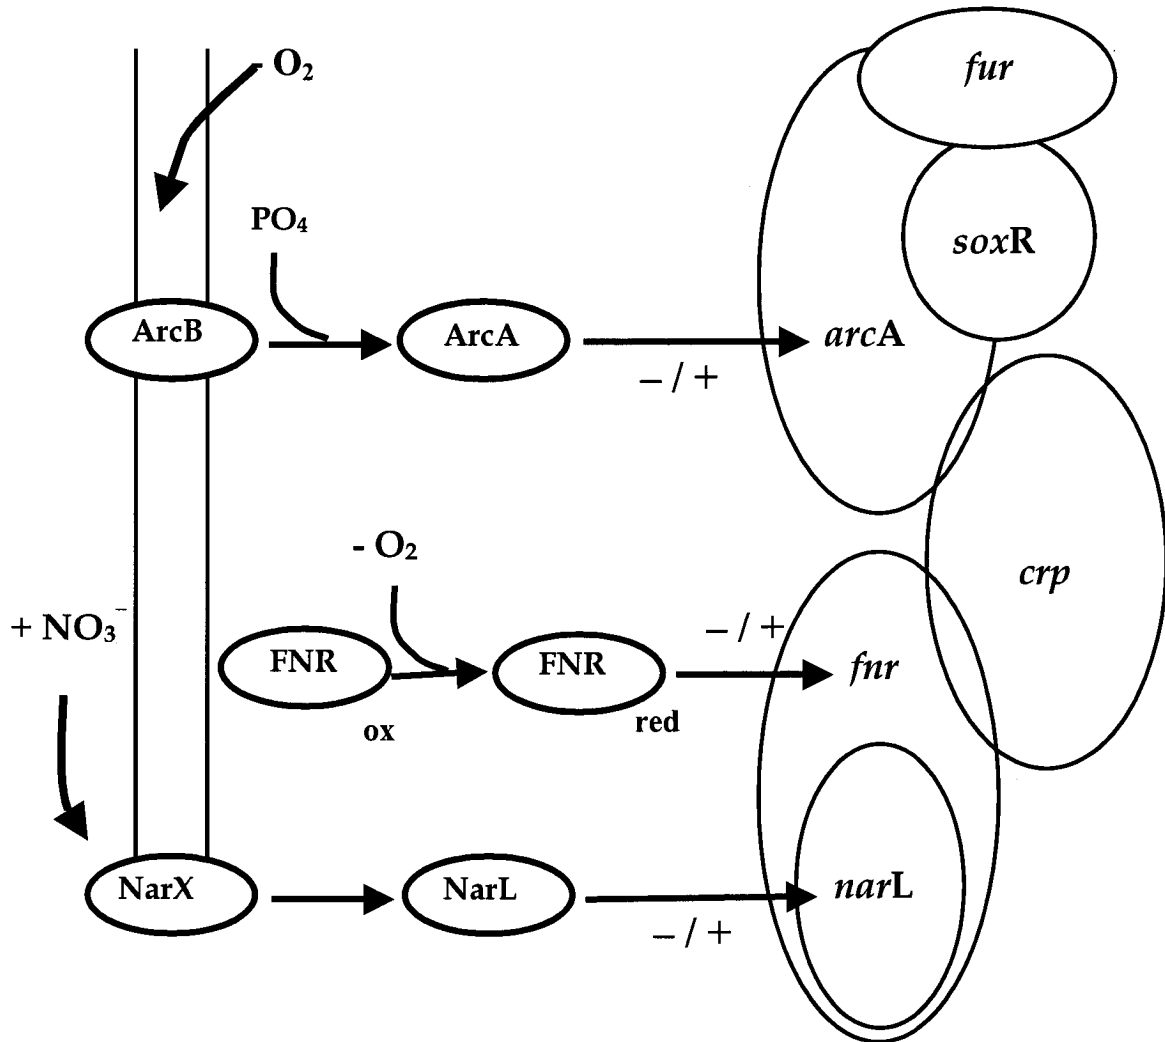 - O₂
fur
PO₄
soxR
ArcB
ArcA
arcA
– / +
- O₂
crp
+ NO₃⁻
– / +
FNR
FNR
fnr
ox
red
NarX
NarL
narL
– / +